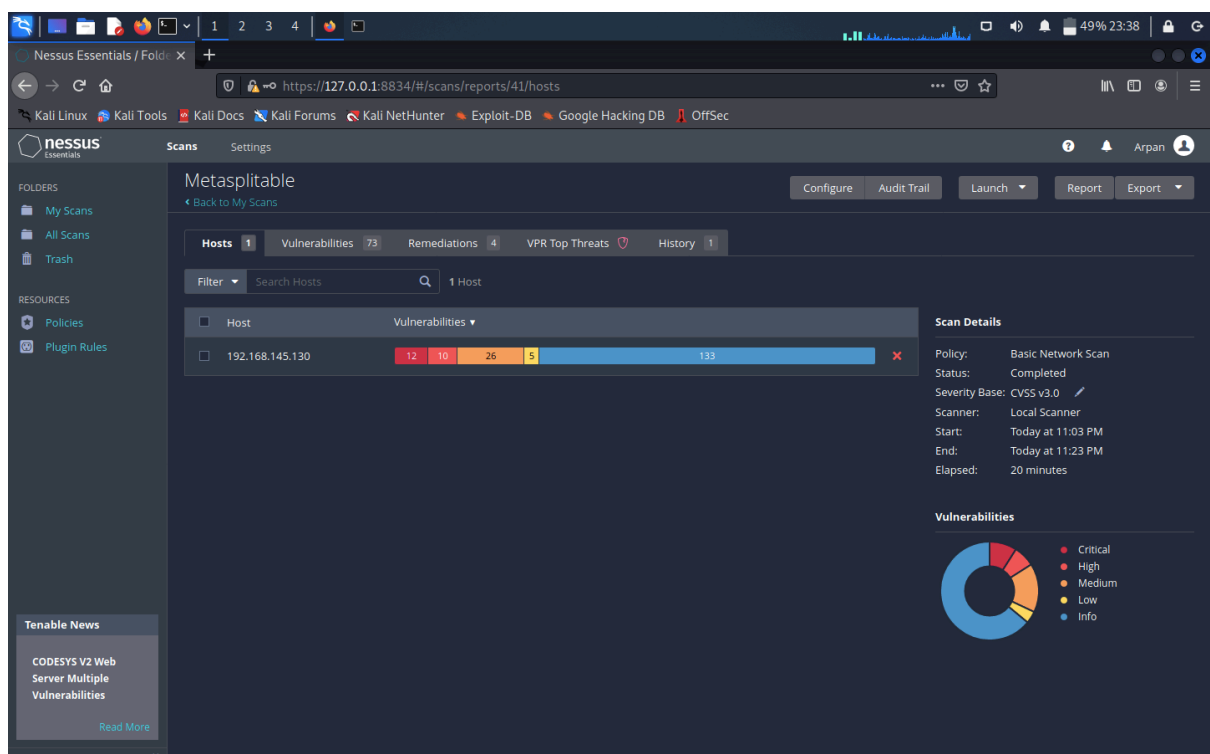 1 2 3 4 49% 23:38
Nessus Essentials / Folde
https://127.0.0.1:8834/#/scans/reports/41/hosts
Kali Linux Kali Tools Kali Docs Kali Forums Kali NetHunter Exploit-DB Google Hacking DB OffSec
nessus Essentials Scans Settings Arpan
FOLDERS
My Scans
All Scans
Trash
RESOURCES
Policies
Plugin Rules
Tenable News
CODESYS V2 Web
Server Multiple
Vulnerabilities
Read More
Metasplitable
Back to My Scans
Configure Audit Trail Launch Report Export
Hosts 1 Vulnerabilities 73 Remediations 4 VPR Top Threats History 1
Filter Search Hosts 1 Host
Host Vulnerabilities
192.168.145.130 12 10 26 5 133
Scan Details
Policy: Basic Network Scan
Status: Completed
Severity Base: CVSS v3.0
Scanner: Local Scanner
Start: Today at 11:03 PM
End: Today at 11:23 PM
Elapsed: 20 minutes
Vulnerabilities
Critical
High
Medium
Low
Info